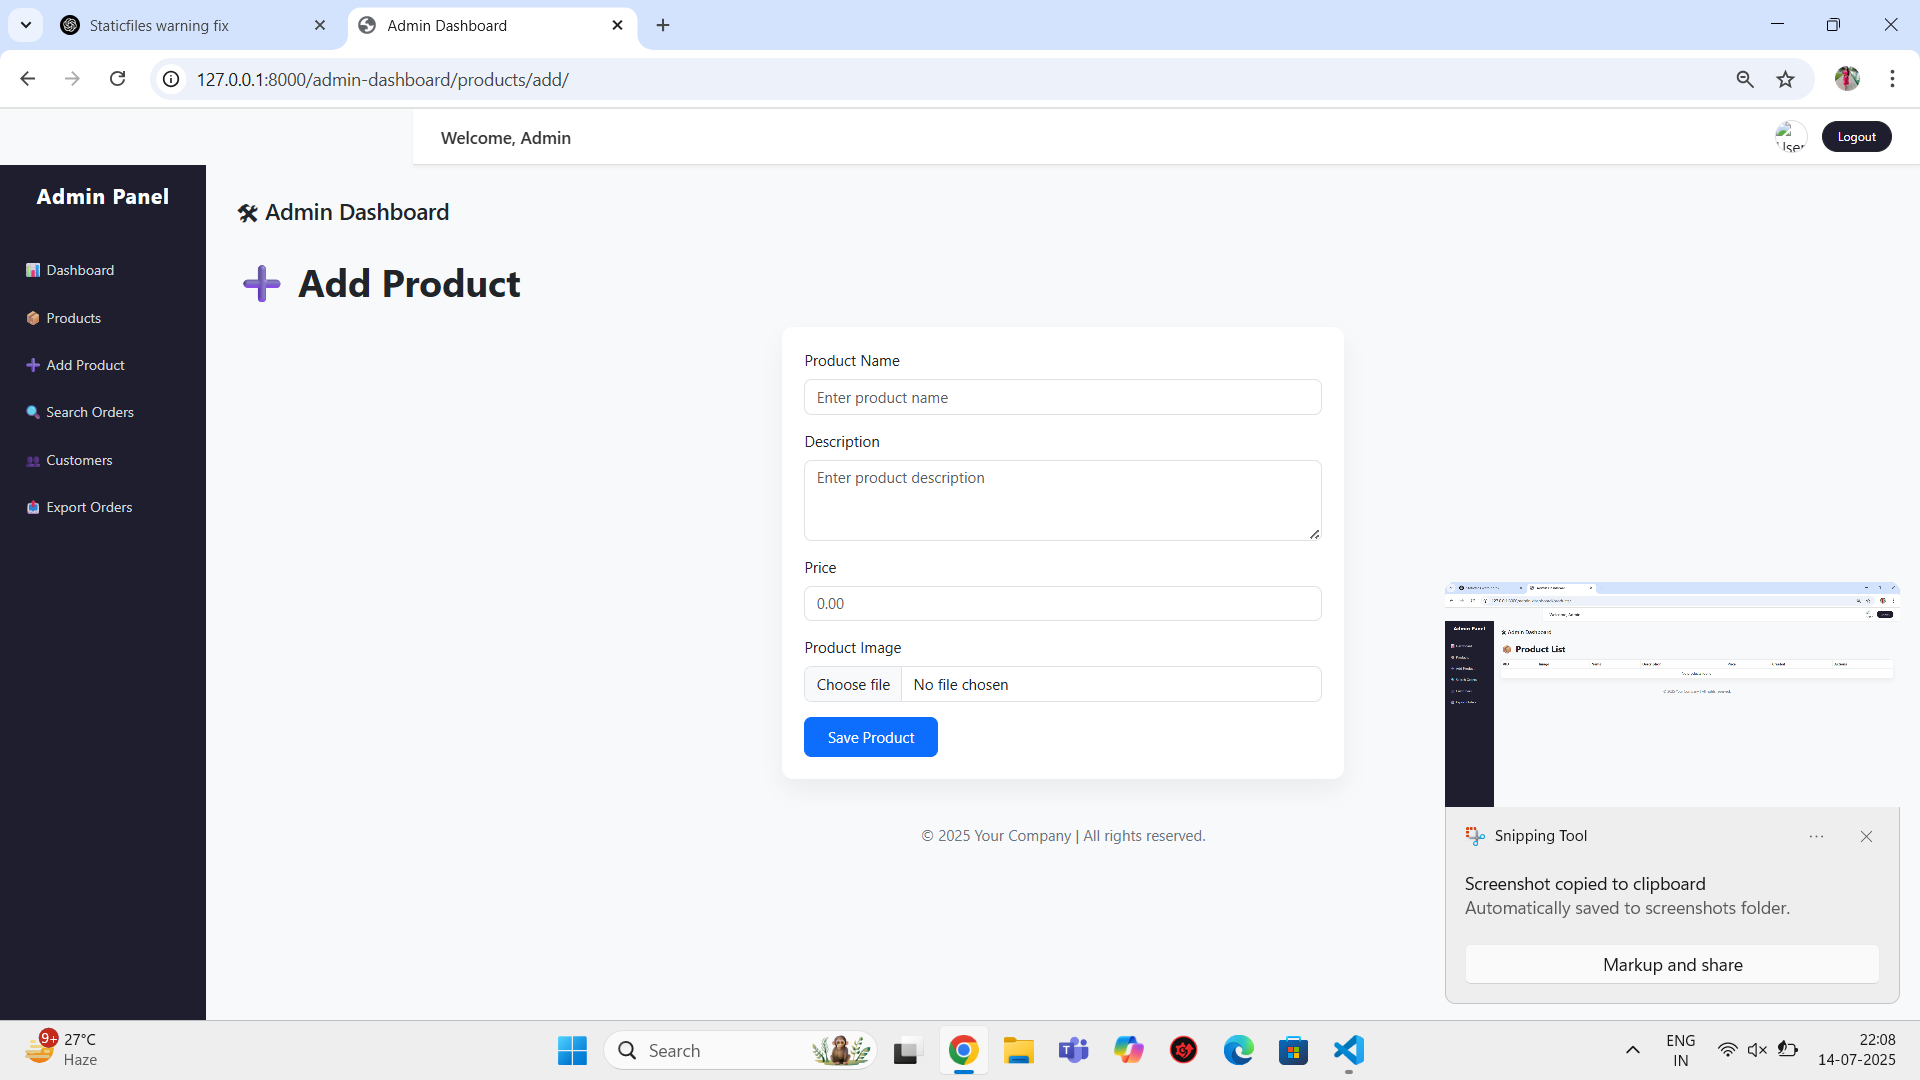 Staticfiles warning fix
Admin Dashboard
127.0.0.1:8000/admin-dashboard/products/add/
Welcome, Admin
User
Logout
Admin Panel
Dashboard
Products
Add Product
Search Orders
Customers
Export Orders
Admin Dashboard
Add Product
Product Name
Enter product name
Description
Enter product description
Price
0.00
Product Image
Choose file No file chosen
Save Product
© 2025 Your Company | All rights reserved.
Welcome, Admin
Admin Panel
Admin Dashboard
Product List
Snipping Tool
Screenshot copied to clipboard
Automatically saved to screenshots folder.
Markup and share
9+
27°C
Haze
Search
ENG
IN
22:08
14-07-2025